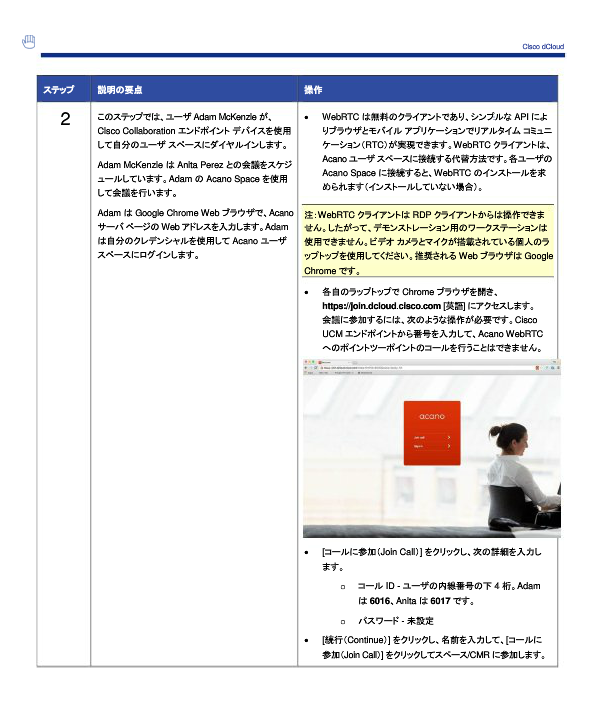 Cisco dCloud
ステップ
説明の要点
操作
2
このステップでは、ユーザ Adam McKenzie が、
Cisco Collaboration エンドポイント デバイスを使用
して自分のユーザ スペースにダイヤルインします。
Adam McKenzie は Anita Perez との会議をスケジ
ュールしています。Adam の Acano Space を使用
して会議を行います。
Adam は Google Chrome Web ブラウザで、Acano
サーバ ページの Web アドレスを入力します。Adam
は自分のクレデンシャルを使用して Acano ユーザ
スペースにログインします。
• WebRTC は無料のクライアントであり、シンプルな API によ
りブラウザとモバイル アプリケーションでリアルタイム コミュニ
ケーション（RTC）が実現できます。WebRTC クライアントは、
Acano ユーザ スペースに接続する代替方法です。各ユーザの
Acano Space に接続すると、WebRTC のインストールを求
められます（インストールしていない場合）。
注：WebRTC クライアントは RDP クライアントからは操作できま
せん。したがって、デモンストレーション用のワークステーションは
使用できません。ビデオ カメラとマイクが搭載されている個人のラ
ップトップを使用してください。推奨される Web ブラウザは Google
Chrome です。
• 各自のラップトップで Chrome ブラウザを開き、
https://join.dcloud.cisco.com [英語] にアクセスします。
会議に参加するには、次のような操作が必要です。Cisco
UCM エンドポイントから番号を入力して、Acano WebRTC
へのポイントツーポイントのコールを行うことはできません。
acano
Join call
• [コールに参加（Join Call）] をクリックし、次の詳細を入力し
ます。
o コール ID - ユーザの内線番号の下 4 桁。Adam
は 6016、Anita は 6017 です。
o パスワード - 未設定
• [続行（Continue）] をクリックし、名前を入力して、[コールに
参加（Join Call）] をクリックしてスペース/CMR に参加します。